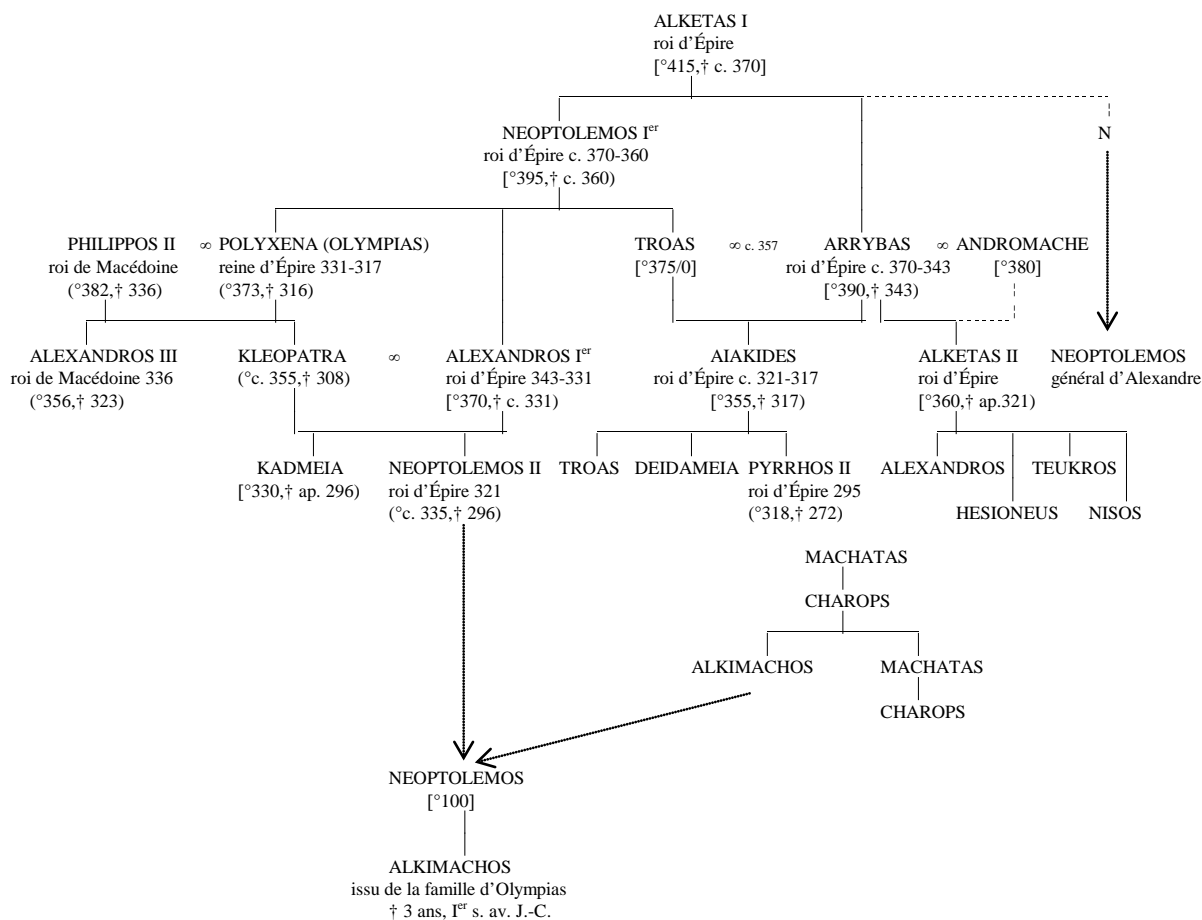 ALKETAS I
roi d’Épire
[°415,† c. 370]
NEOPTOLEMOS Ier
roi d’Épire c. 370-360
[°395,† c. 360)
N
PHILIPPOS II
roi de Macédoine
(°382,† 336)
∞ POLYXENA (OLYMPIAS)
reine d’Épire 331-317
(°373,† 316)
TROAS
[°375/0]
∞ c. 357
ARRYBAS
roi d’Épire c. 370-343
[°390,† 343)
∞ ANDROMACHE
[°380]
ALEXANDROS III
roi de Macédoine 336
(°356,† 323)
KLEOPATRA
(°c. 355,† 308)
∞
ALEXANDROS Ier
roi d’Épire 343-331
[°370,† c. 331)
AIAKIDES
roi d’Épire c. 321-317
[°355,† 317)
ALKETAS II
roi d’Épire
[°360,† ap.321)
NEOPTOLEMOS
général d’Alexandre
KADMEIA
[°330,† ap. 296)
NEOPTOLEMOS II
roi d’Épire 321
(°c. 335,† 296)
TROAS
DEIDAMEIA
PYRRHOS II
roi d’Épire 295
(°318,† 272)
ALEXANDROS
TEUKROS
HESIONEUS
NISOS
MACHATAS
CHAROPS
ALKIMACHOS
MACHATAS
CHAROPS
NEOPTOLEMOS
[°100]
ALKIMACHOS
issu de la famille d’Olympias
† 3 ans, Ier s. av. J.-C.